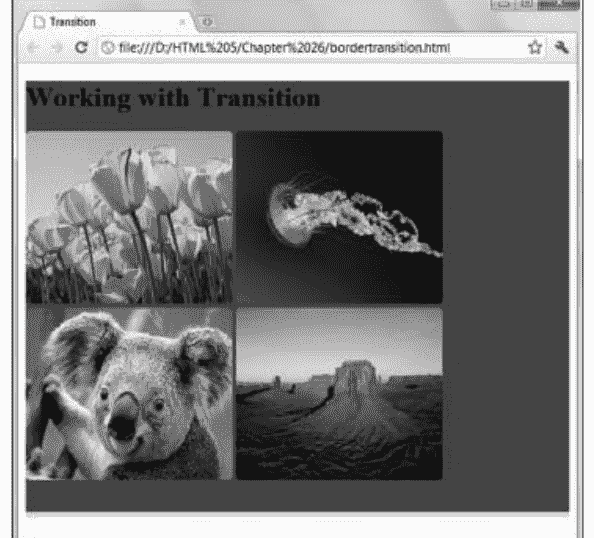 Transition
file:///D:/HTML%205/Chapter%2026/bordertransition.html
Working with Transition